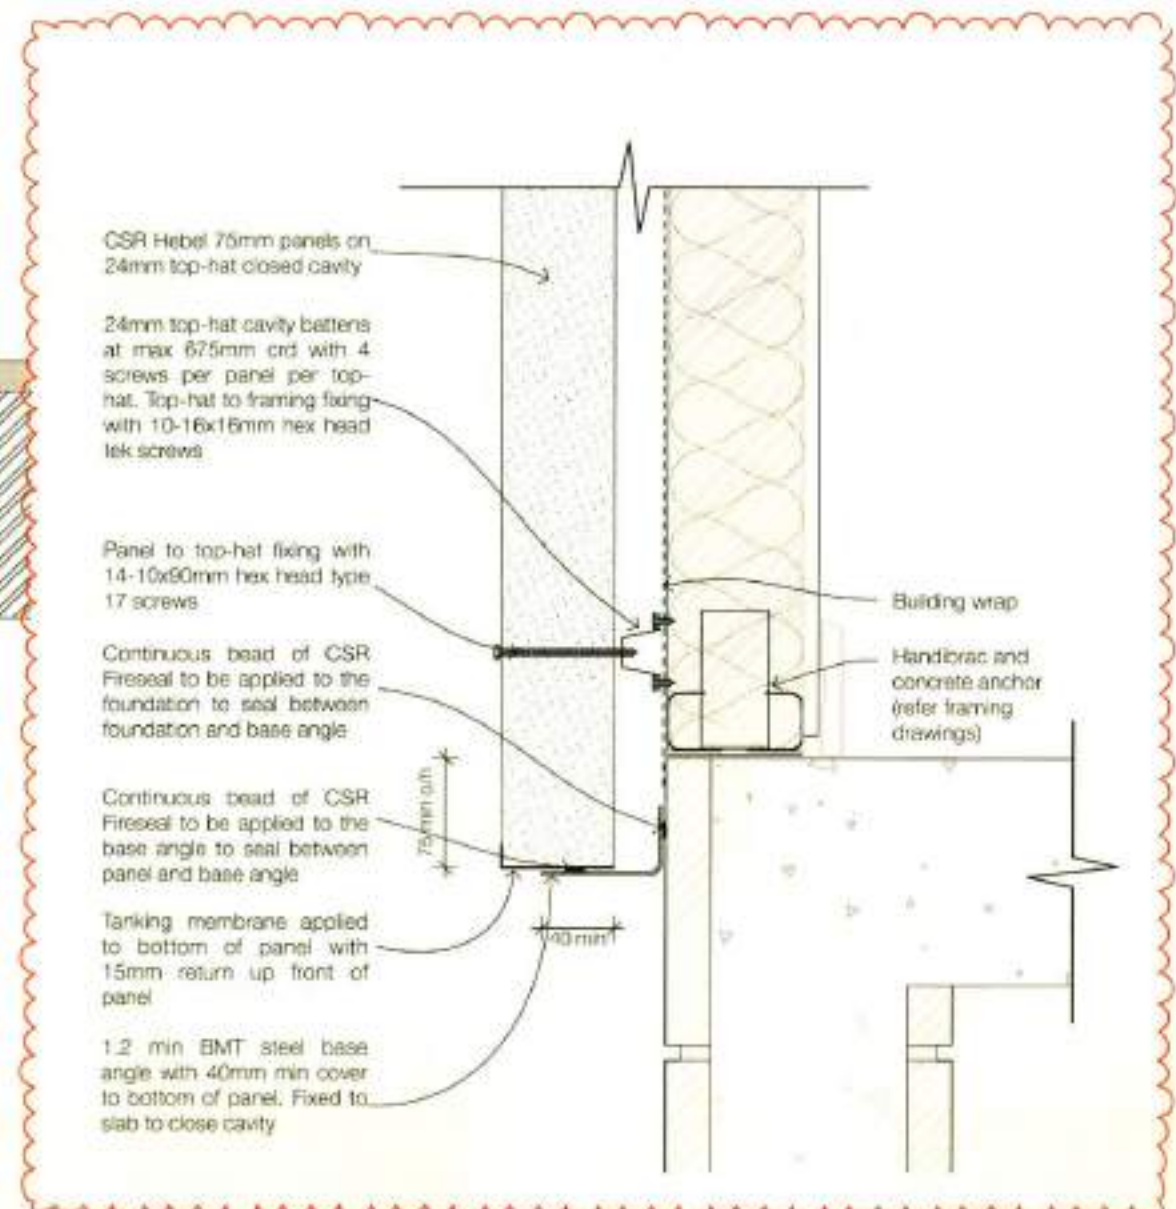 CSR Hebel 75mm panels on
24mm top-hat closed cavity
24mm top-hat cavity battens
at max 675mm crd with 4
screws per panel per top-
hat. Top-hat to framing fixing
with 10-16x16mm hex head
tek screws
Panel to top-hat fixing with
14-10x90mm hex head type
17 screws
Continuous bead of CSR
Fireseal to be applied to the
foundation to seal between
foundation and base angle
Continuous bead of CSR
Fireseal to be applied to the
base angle to seal between
panel and base angle
Tanking membrane applied
to bottom of panel with
15mm return up front of
panel
1.2 min BMT steel base
angle with 40mm min cover
to bottom of panel. Fixed to
slab to close cavity
75 min o/h
40 min
Building wrap
Handibrac and
concrete anchor
(refer framing
drawings)